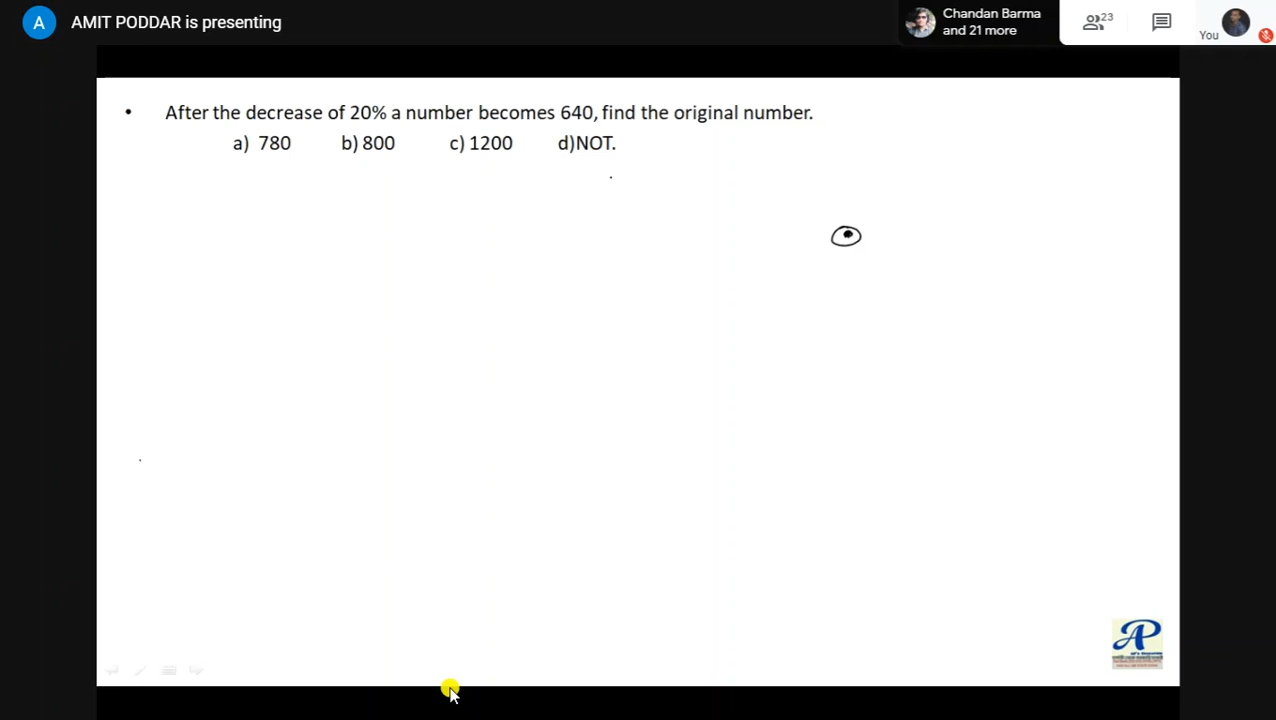 A AMIT PODDAR is presenting
Chandan Barma
and 21 more
23
You
• After the decrease of 20% a number becomes 640, find the original number.
a) 780 b) 800 c) 1200 d)NOT.
AP